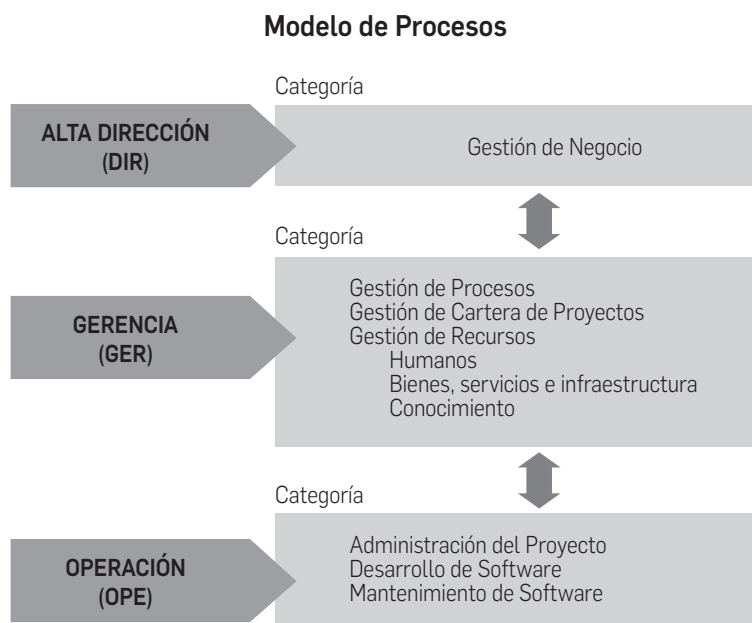 Modelo de Procesos
Categoría
ALTA DIRECCIÓN
(DIR)
Gestión de Negocio
Categoría
GERENCIA
(GER)
Gestión de Procesos
Gestión de Cartera de Proyectos
Gestión de Recursos
Humanos
Bienes, servicios e infraestructura
Conocimiento
Categoría
OPERACIÓN
(OPE)
Administración del Proyecto
Desarrollo de Software
Mantenimiento de Software